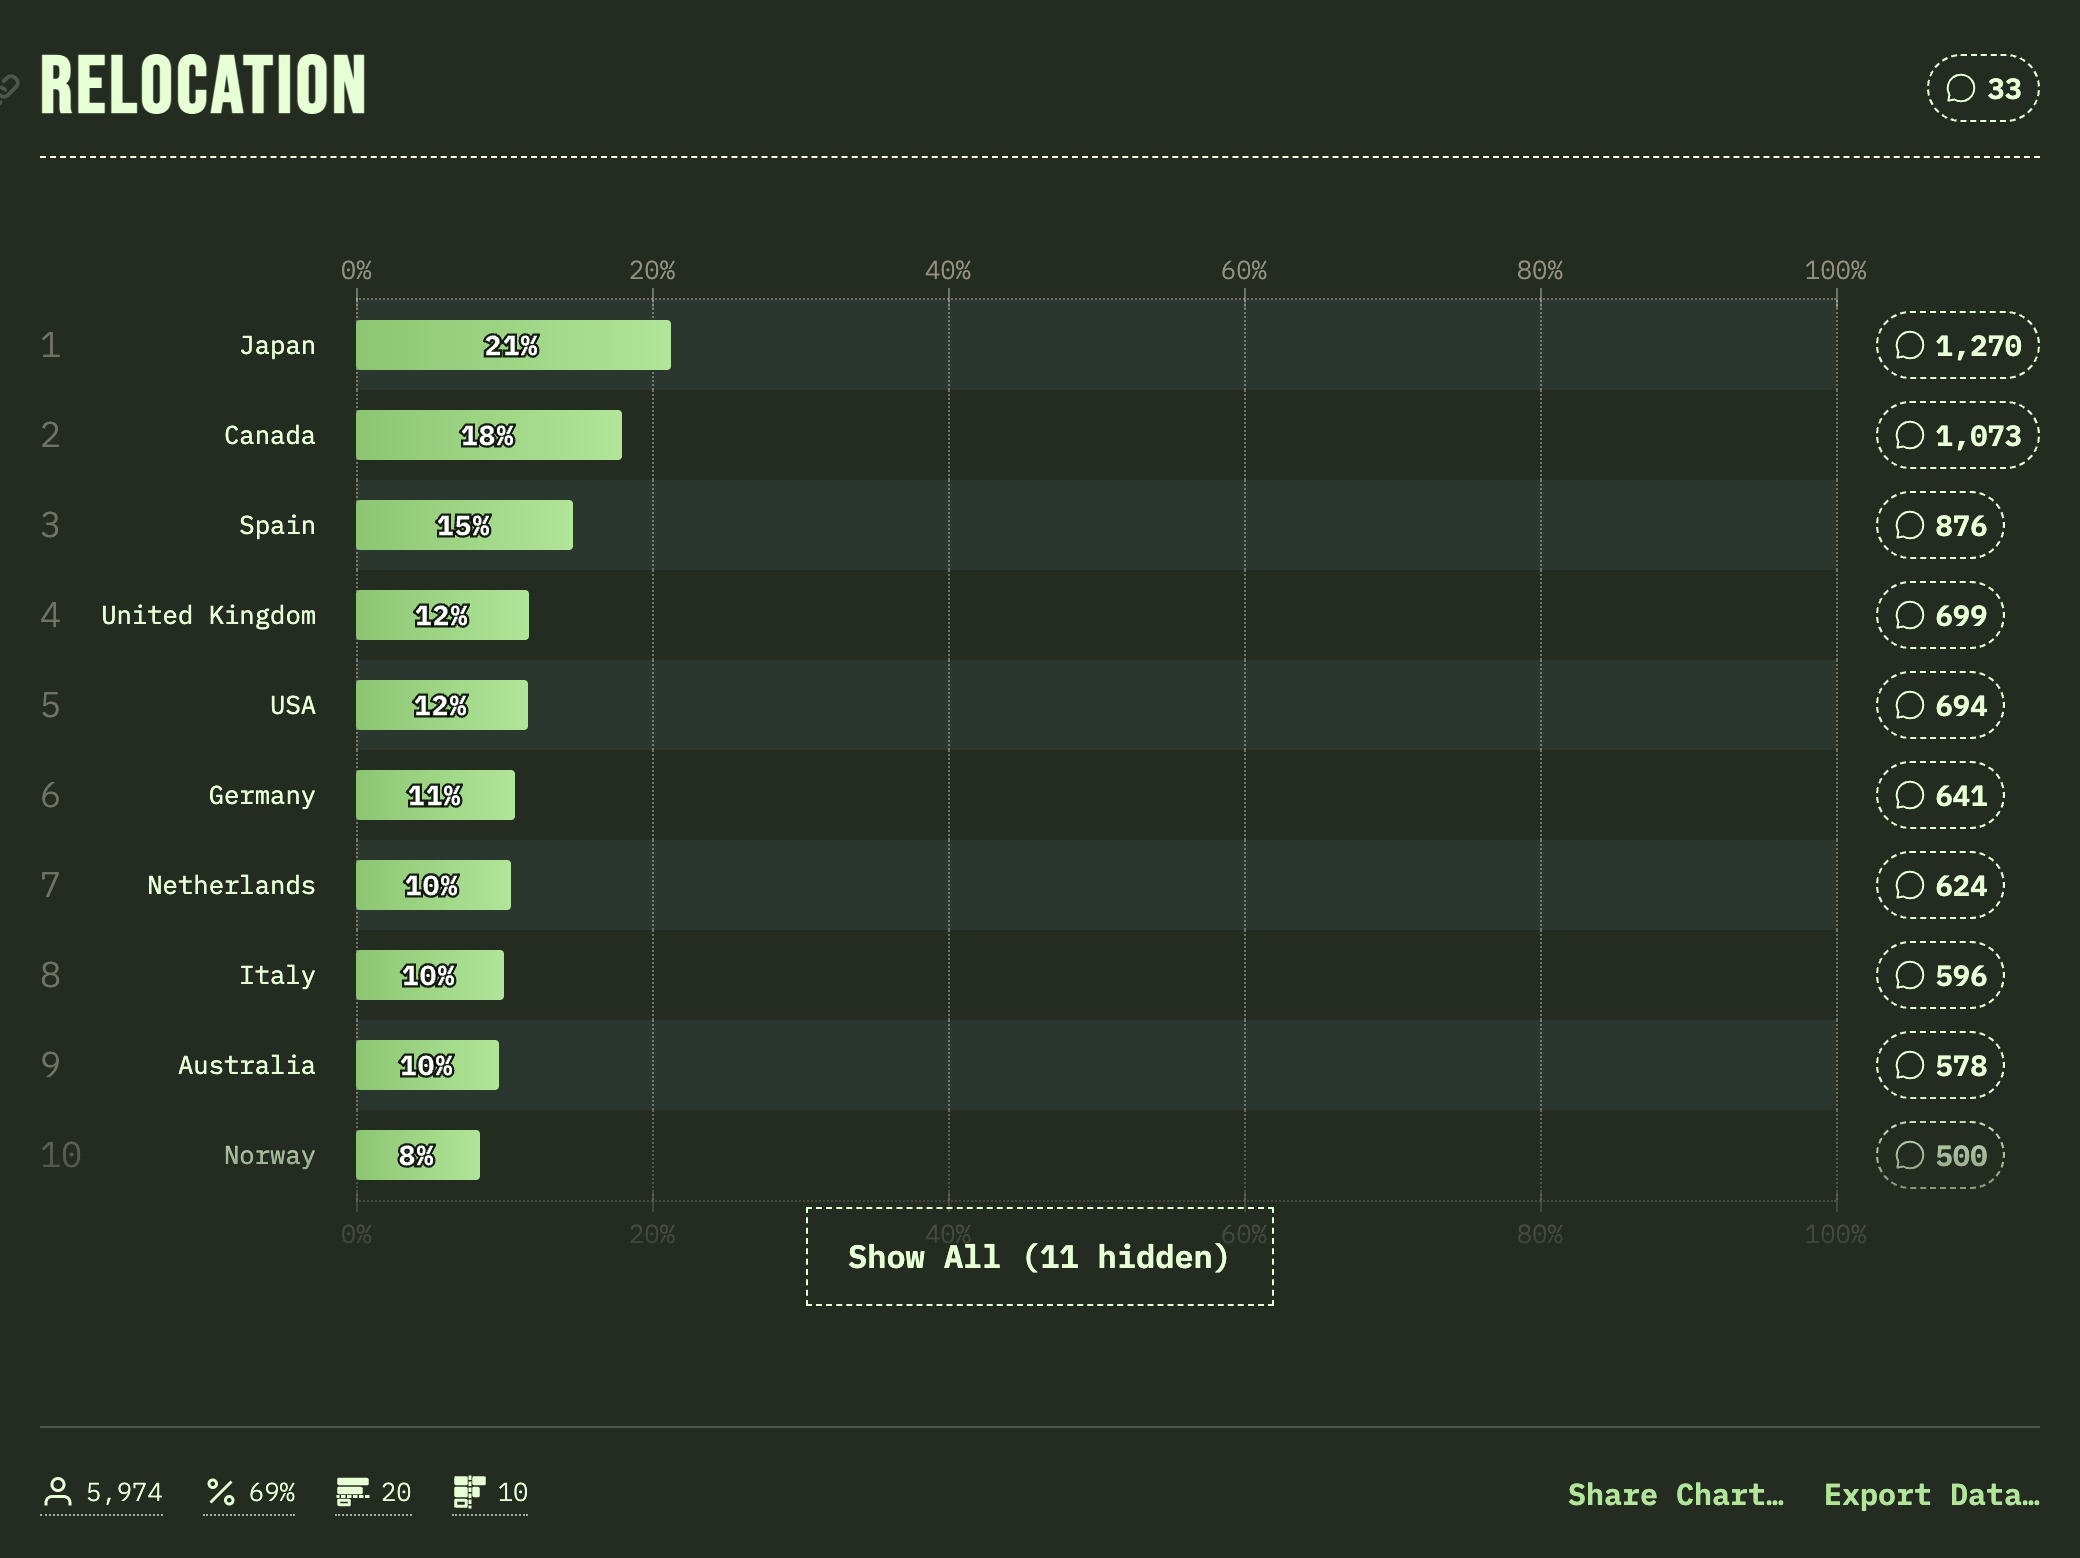 RELOCATION 33
0% 20% 40% 60% 80% 100%
1 Japan 21% 1,270
2 Canada 18% 1,073
3 Spain 15% 876
4 United Kingdom 12% 699
5 USA 12% 694
6 Germany 11% 641
7 Netherlands 10% 624
8 Italy 10% 596
9 Australia 10% 578
10 Norway 8% 500
0% 20% 40% 60% 80% 100%
Show All (11 hidden)
5,974 69% 20 10 Share Chart… Export Data…